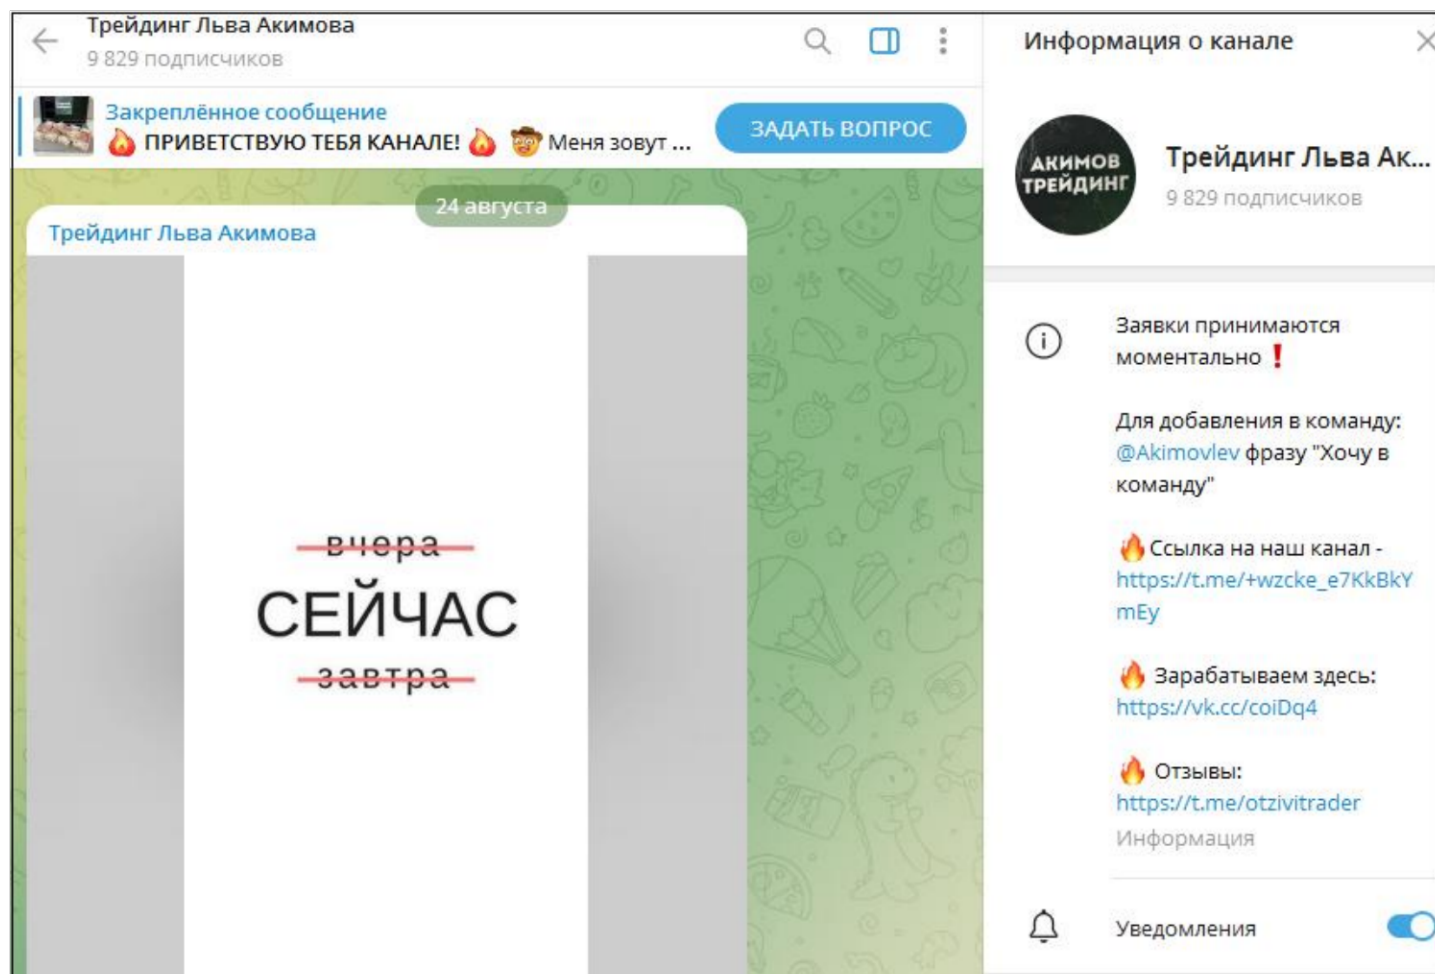 Трейдинг Льва Акимова
9 829 подписчиков
Закреплённое сообщение
🔥 ПРИВЕТСТВУЮ ТЕБЯ КАНАЛЕ! 🔥 🤠 Меня зовут ...
ЗАДАТЬ ВОПРОС
24 августа
Трейдинг Льва Акимова
вчера
СЕЙЧАС
завтра
Информация о канале
АКИМОВ
ТРЕЙДИНГ
Трейдинг Льва Ак...
9 829 подписчиков
Заявки принимаются
моментально❗
Для добавления в команду:
@Akimovlev фразу "Хочу в
команду"
🔥Ссылка на наш канал -
https://t.me/+wzcke_e7KkBkY
mEy
🔥 Зарабатываем здесь:
https://vk.cc/coiDq4
🔥 Отзывы:
https://t.me/otzivitrader
Информация
Уведомления